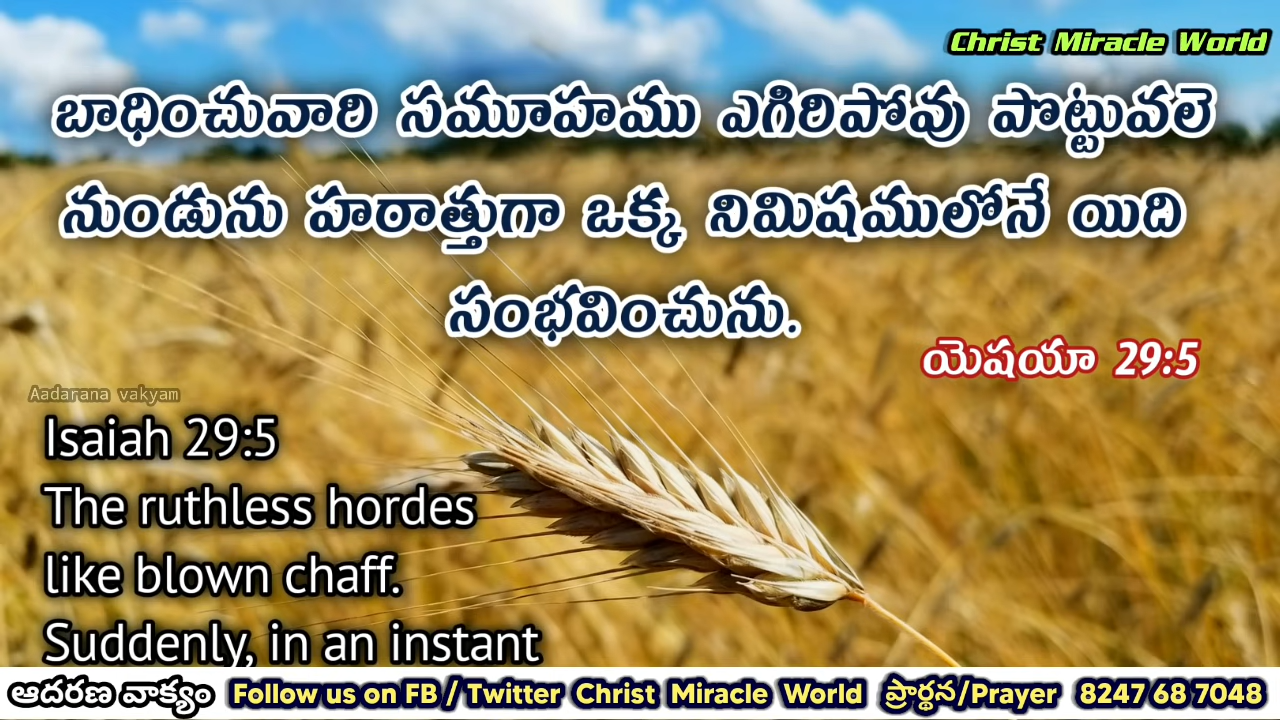 Christ Miracle World
బాధించువారి సమూహము ఎగిరిపోవు పొట్టువలె
నుండును హఠాత్తుగా ఒక్క నిమిషములోనే యిది
సంభవించును.
యెషయా 29:5
Aadarana vakyam
Isaiah 29:5
The ruthless hordes
like blown chaff.
Suddenly, in an instant
ఆదరణ వాక్యం Follow us on FB / Twitter Christ Miracle World ప్రార్థన/Prayer 8247 68 7048